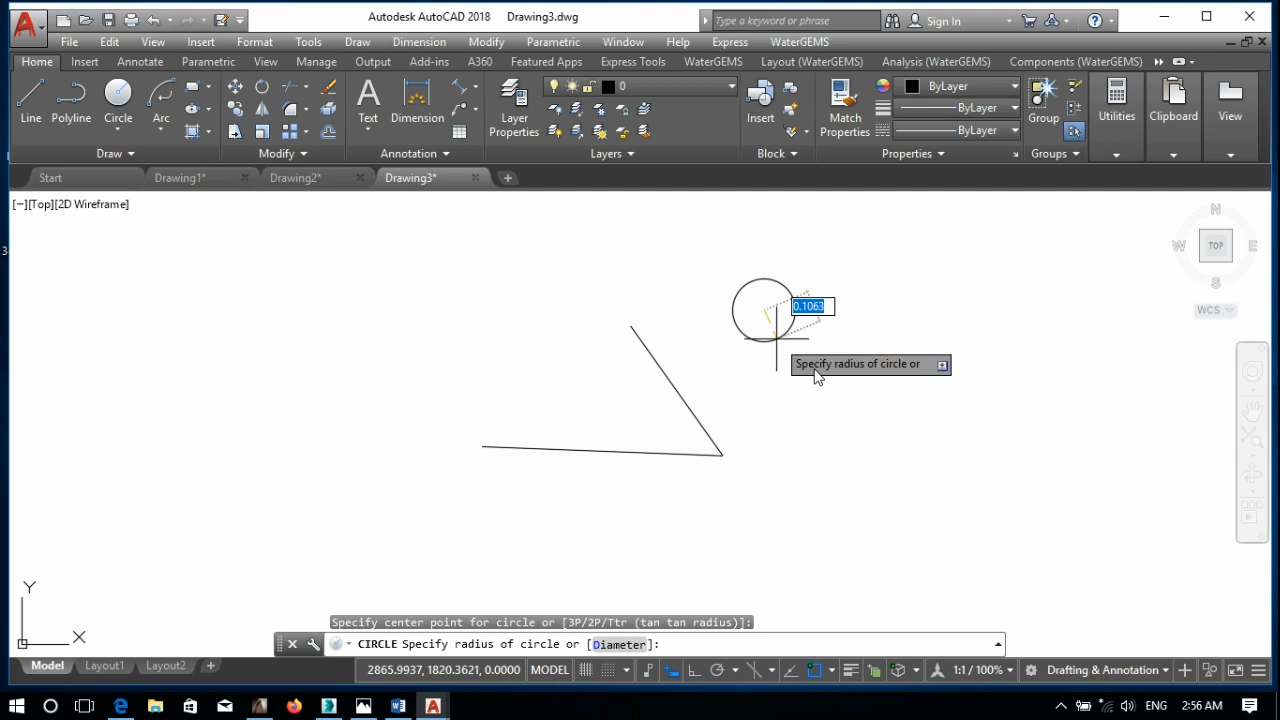 Autodesk AutoCAD 2018 Drawing3.dwg
Type a keyword or phrase
Sign In
File Edit View Insert Format Tools Draw Dimension Modify Parametric Window Help Express WaterGEMS
Home Insert Annotate Parametric View Manage Output Add-ins A360 Featured Apps Express Tools WaterGEMS Layout (WaterGEMS) Analysis (WaterGEMS) Components (WaterGEMS)
0
ByLayer
ByLayer
ByLayer
Line Polyline Circle Arc Text Dimension Layer Properties Insert Match Properties Group Utilities Clipboard View
Draw Modify Annotation Layers Block Properties Groups
Start Drawing1* Drawing2* Drawing3*
[−][Top][2D Wireframe]
N
W TOP E
S
WCS
3
0.1063
Specify radius of circle or
Y
X
Specify center point for circle or [3P/2P/Ttr (tan tan radius)]:
CIRCLE Specify radius of circle or [Diameter]:
Model Layout1 Layout2
2865.9937, 1820.3621, 0.0000 MODEL
1:1 / 100%
Drafting & Annotation
ENG 2:56 AM